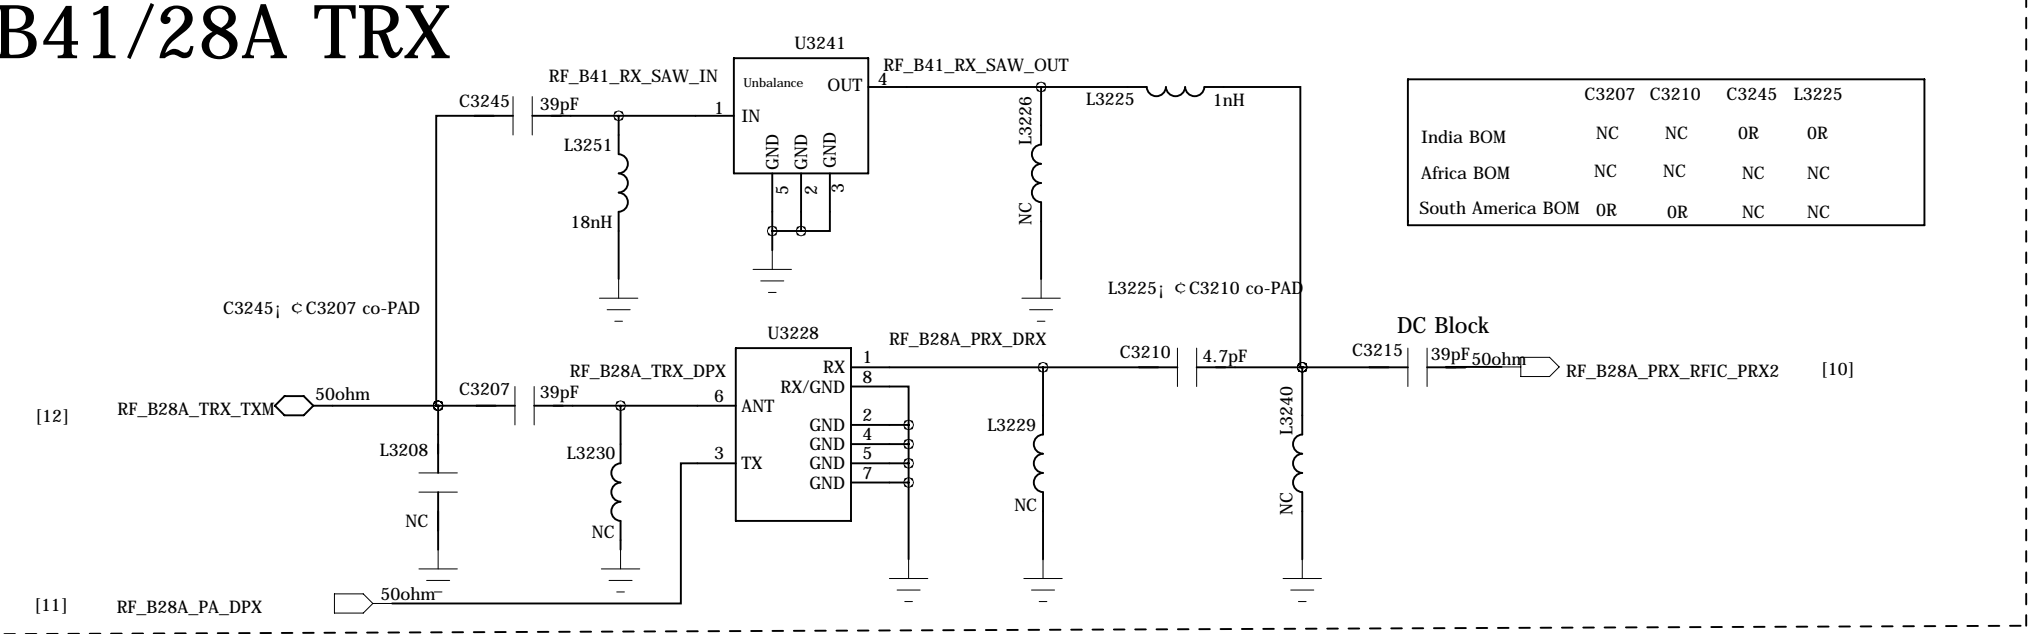 B41/28A TRX
U3241
RF_B41_RX_SAW_IN
RF_B41_RX_SAW_OUT
Unbalance
OUT
4
C3245
39pF
1
IN
L3251
18nH
GND
GND
GND
5
2
3
L3226
NC
L3225
1nH
C3207 C3210 C3245 L3225
India BOM NC NC 0R 0R
Africa BOM NC NC NC NC
South America BOM 0R 0R NC NC
C3245¡ ¢C3207 co-PAD
L3225¡ ¢C3210 co-PAD
U3228
RF_B28A_PRX_DRX
DC Block
RX
1
RX/GND
8
C3210
4.7pF
C3215
39pF
50ohm
RF_B28A_PRX_RFIC_PRX2
[10]
RF_B28A_TRX_DPX
[12]
RF_B28A_TRX_TXM
50ohm
C3207
39pF
6
ANT
GND
2
GND
4
GND
5
GND
7
3
TX
L3208
NC
L3230
NC
L3229
NC
L3240
NC
[11]
RF_B28A_PA_DPX
50ohm